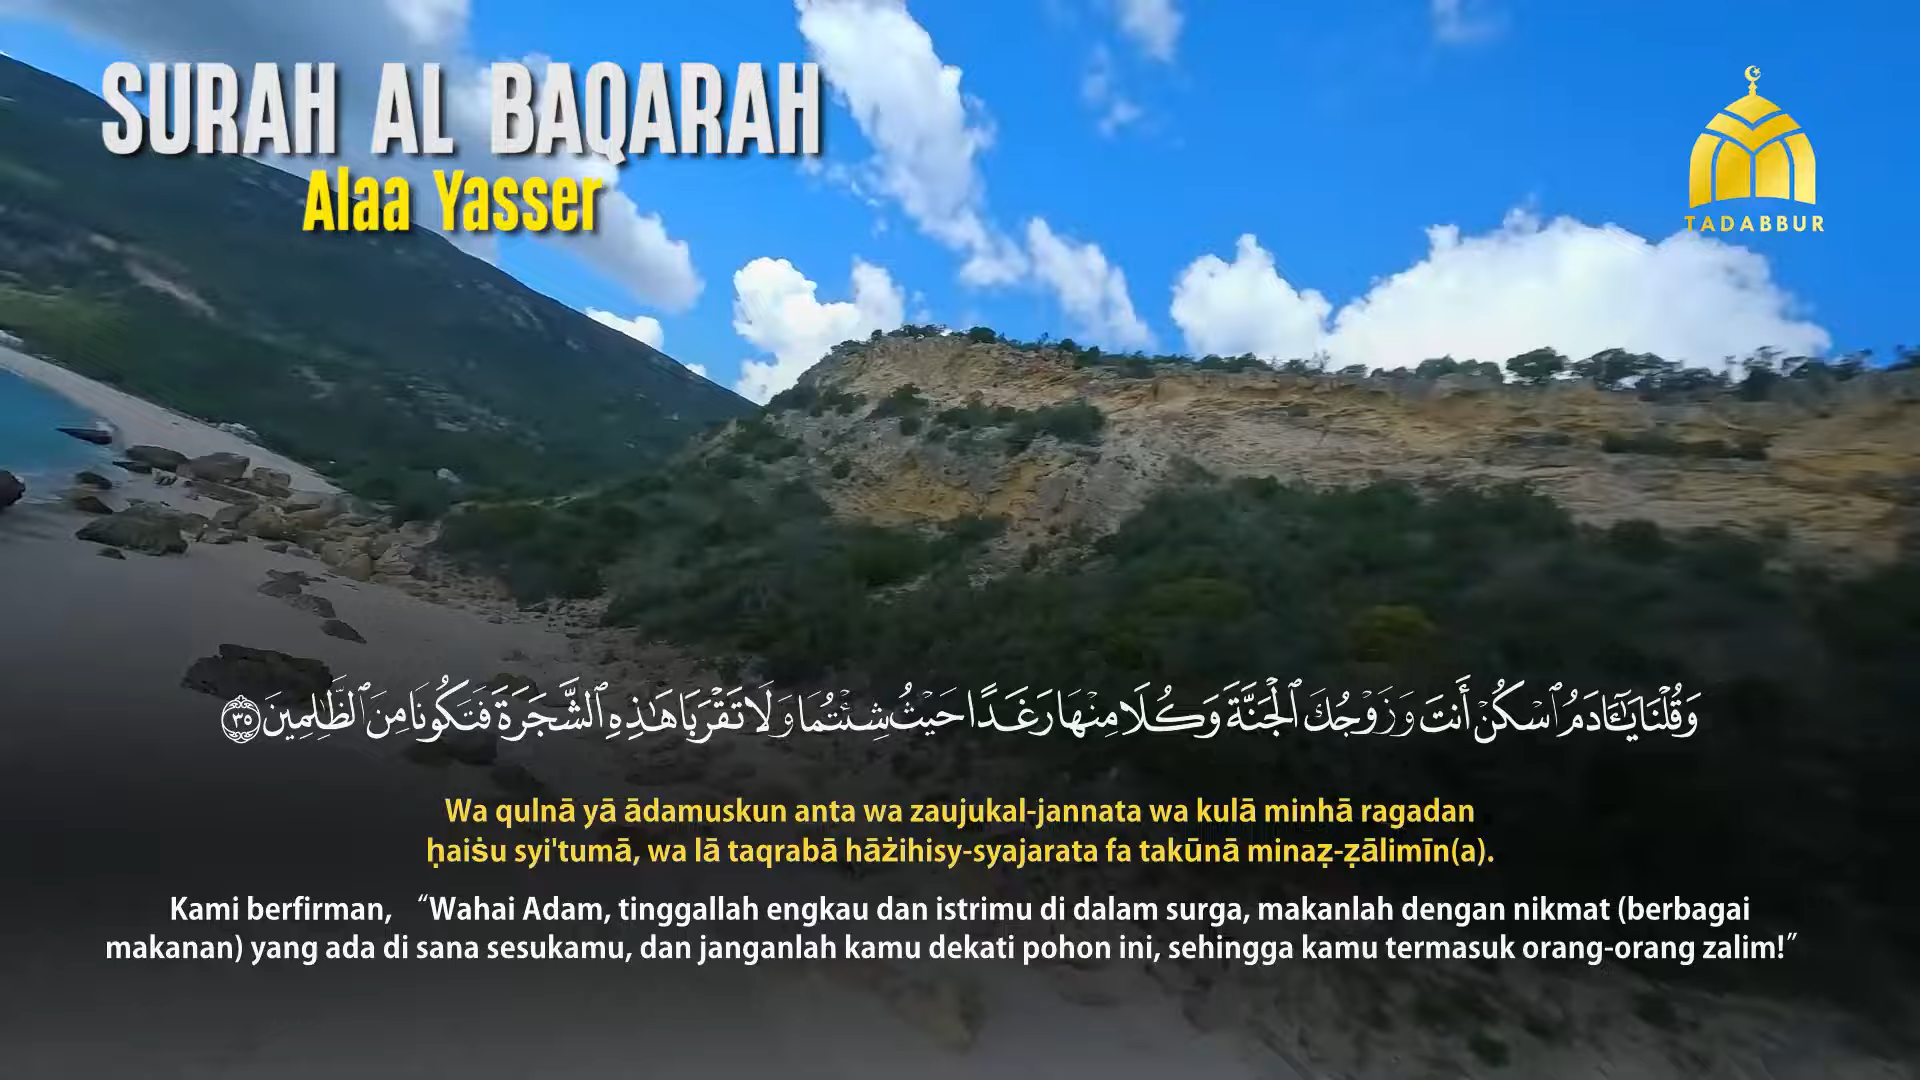 SURAH AL BAQARAH
Alaa Yasser
TADABBUR
وَقُلْنَا يَـٰٓـَٔادَمُ ٱسْكُنْ أَنتَ وَزَوْجُكَ ٱلْجَنَّةَ وَكُلَا مِنْهَا رَغَدًا حَيْثُ شِئْتُمَا وَلَا تَقْرَبَا هَـٰذِهِ ٱلشَّجَرَةَ فَتَكُونَا مِنَ ٱلظَّـٰلِمِينَ ٣٥
Wa qulnā yā ādamuskun anta wa zaujukal-jannata wa kulā minhā ragadan
ḥaiṡu syi'tumā, wa lā taqrabā hāżihisy-syajarata fa takūnā minaẓ-ẓālimīn(a).
Kami berfirman, “Wahai Adam, tinggallah engkau dan istrimu di dalam surga, makanlah dengan nikmat (berbagai
makanan) yang ada di sana sesukamu, dan janganlah kamu dekati pohon ini, sehingga kamu termasuk orang-orang zalim!”